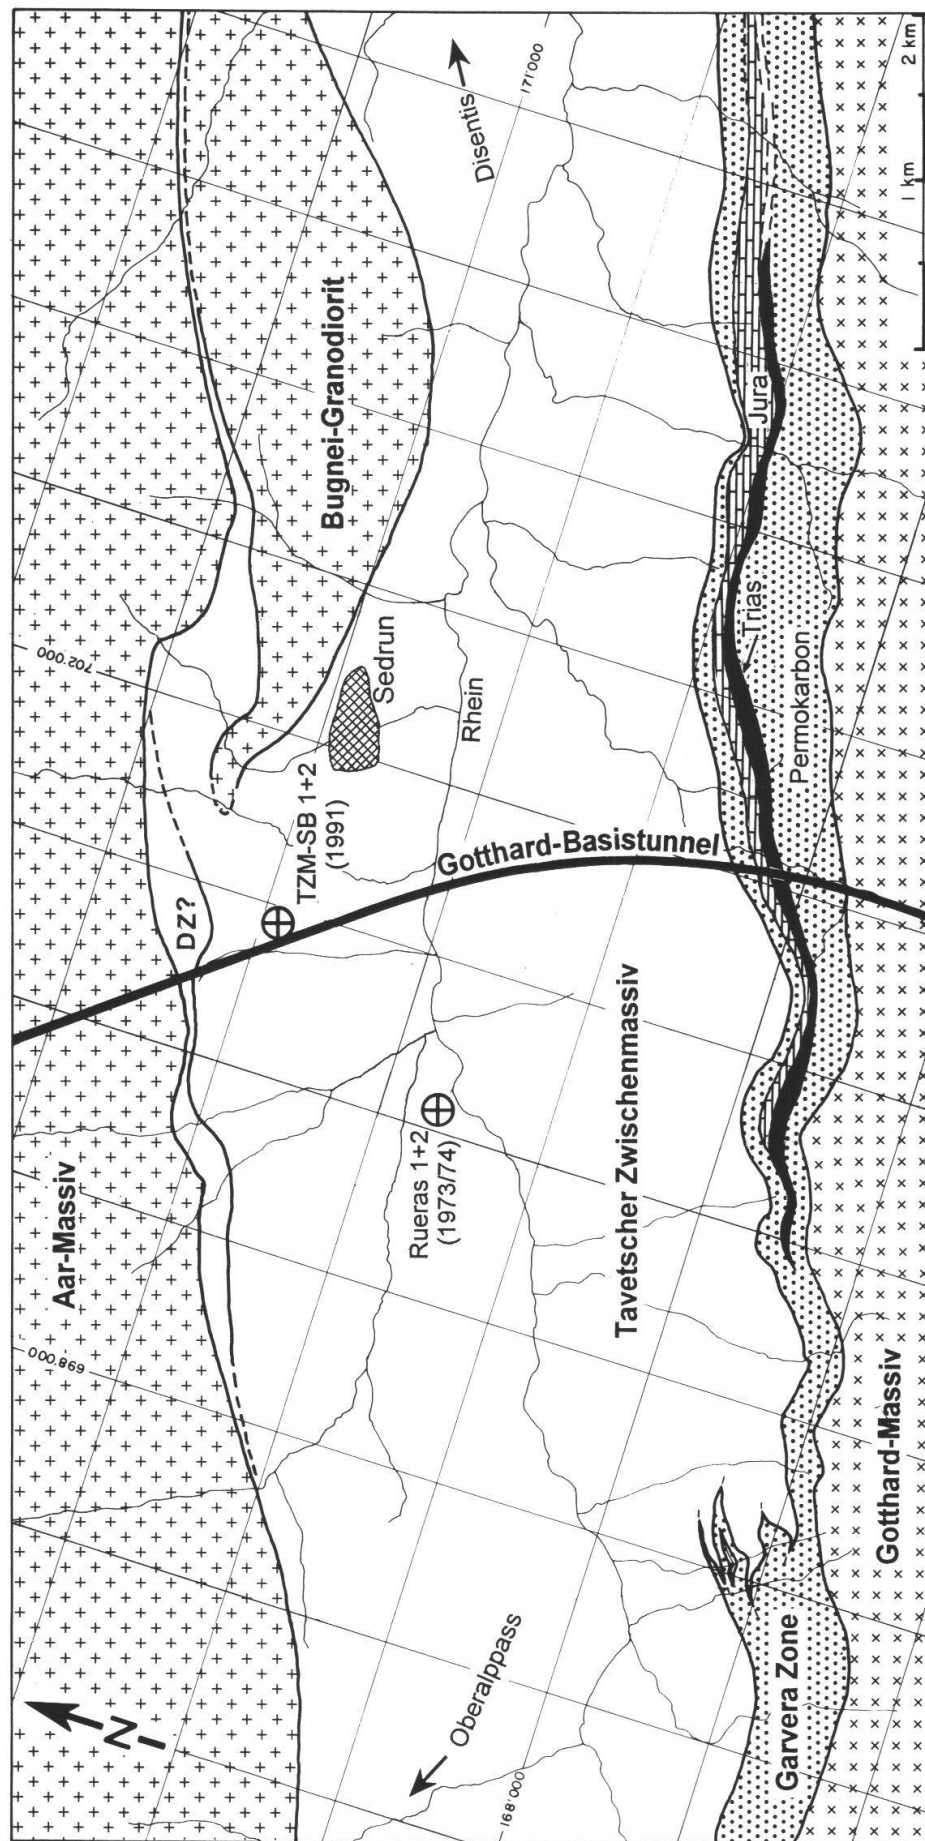 Aar-Massiv
698'000
702'000
DZ?
TZM-SB 1+2
(1991)
Bugnei-Granodiorit
Sedrun
Rhein
Disentis
171'000
Rueras 1+2
(1973/74)
Gotthard-Basistunnel
N
Oberalppass
168'000
Tavetscher Zwischenmassiv
Jura
Trias
Permokarbon
Garvera Zone
Gotthard-Massiv
1 km
2 km